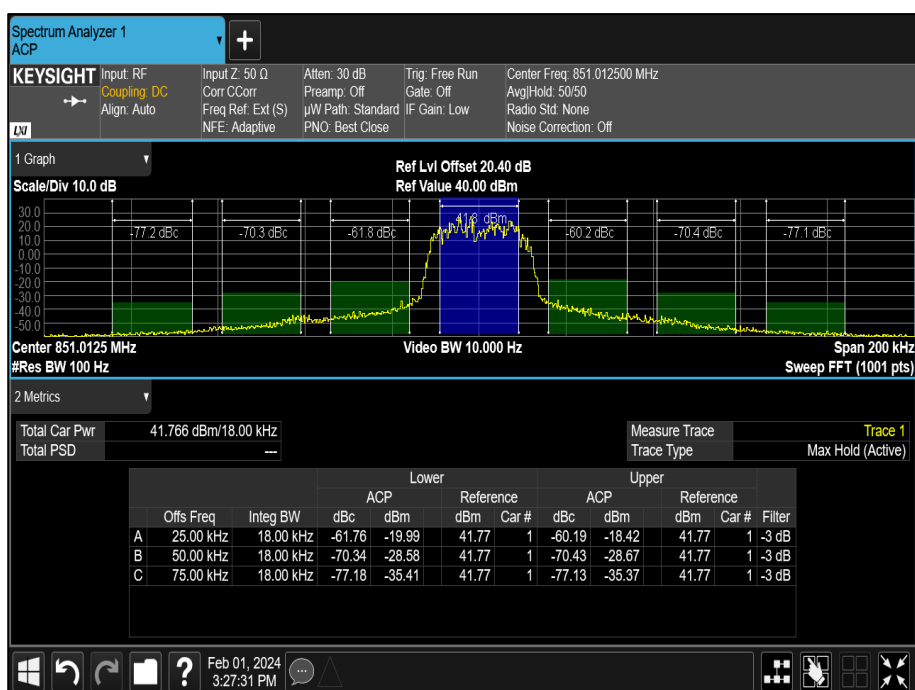 Spectrum Analyzer 1
ACP
+
KEYSIGHT
LXI
Input: RF
Coupling: DC
Align: Auto
Input Z: 50 Ω
Corr CCorr
Freq Ref: Ext (S)
NFE: Adaptive
Atten: 30 dB
Preamp: Off
µW Path: Standard
PNO: Best Close
Trig: Free Run
Gate: Off
IF Gain: Low
Center Freq: 851.012500 MHz
Avg|Hold: 50/50
Radio Std: None
Noise Correction: Off
1 Graph
Scale/Div 10.0 dB
Ref Lvl Offset 20.40 dB
Ref Value 40.00 dBm
30.0
20.0
10.0
0.00
-10.0
-20.0
-30.0
-40.0
-50.0
-77.2 dBc -70.3 dBc -61.8 dBc 41.8 dBm -60.2 dBc -70.4 dBc -77.1 dBc
Center 851.0125 MHz Video BW 10.000 Hz Span 200 kHz
#Res BW 100 Hz Sweep FFT (1001 pts)
2 Metrics
Total Car Pwr 41.766 dBm/18.00 kHz
Total PSD ---
Measure Trace Trace 1
Trace Type Max Hold (Active)
Lower Upper
ACP Reference ACP Reference
Offs Freq Integ BW dBc dBm dBm Car # dBc dBm dBm Car # Filter
A 25.00 kHz 18.00 kHz -61.76 -19.99 41.77 1 -60.19 -18.42 41.77 1 -3 dB
B 50.00 kHz 18.00 kHz -70.34 -28.58 41.77 1 -70.43 -28.67 41.77 1 -3 dB
C 75.00 kHz 18.00 kHz -77.18 -35.41 41.77 1 -77.13 -35.37 41.77 1 -3 dB
?
Feb 01, 2024
3:27:31 PM